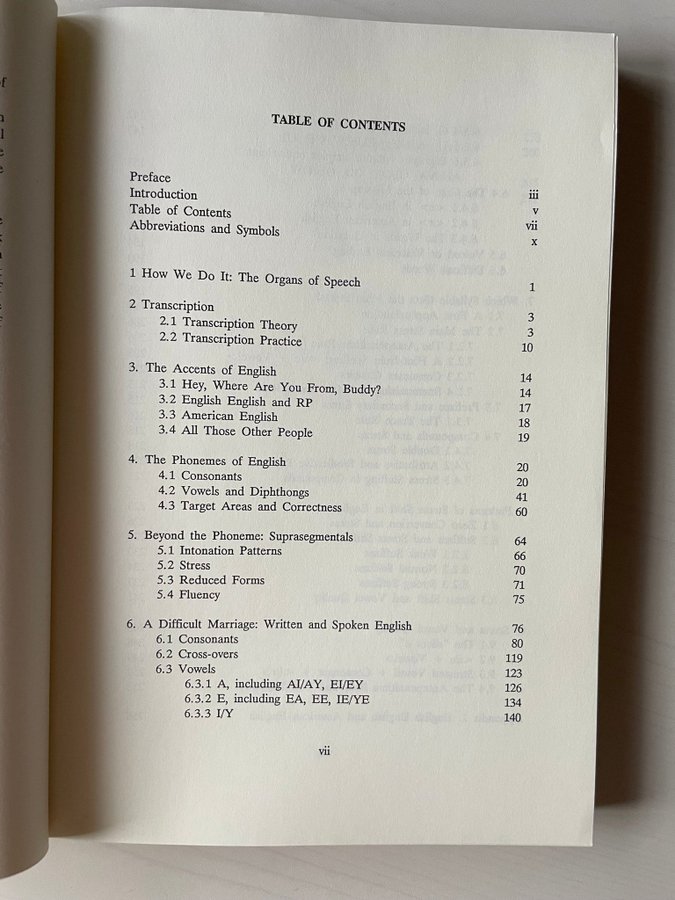 TABLE OF CONTENTS
Preface iii
Introduction v
Table of Contents vii
Abbreviations and Symbols x
1 How We Do It: The Organs of Speech 1
2 Transcription 3
2.1 Transcription Theory 3
2.2 Transcription Practice 10
3. The Accents of English 14
3.1 Hey, Where Are You From, Buddy? 14
3.2 English English and RP 17
3.3 American English 18
3.4 All Those Other People 19
4. The Phonemes of English 20
4.1 Consonants 20
4.2 Vowels and Diphthongs 41
4.3 Target Areas and Correctness 60
5. Beyond the Phoneme: Suprasegmentals 64
5.1 Intonation Patterns 66
5.2 Stress 70
5.3 Reduced Forms 71
5.4 Fluency 75
6. A Difficult Marriage: Written and Spoken English 76
6.1 Consonants 80
6.2 Cross-overs 119
6.3 Vowels 123
6.3.1 A, including AI/AY, EI/EY 126
6.3.2 E, including EA, EE, IE/YE 134
6.3.3 I/Y 140
vii